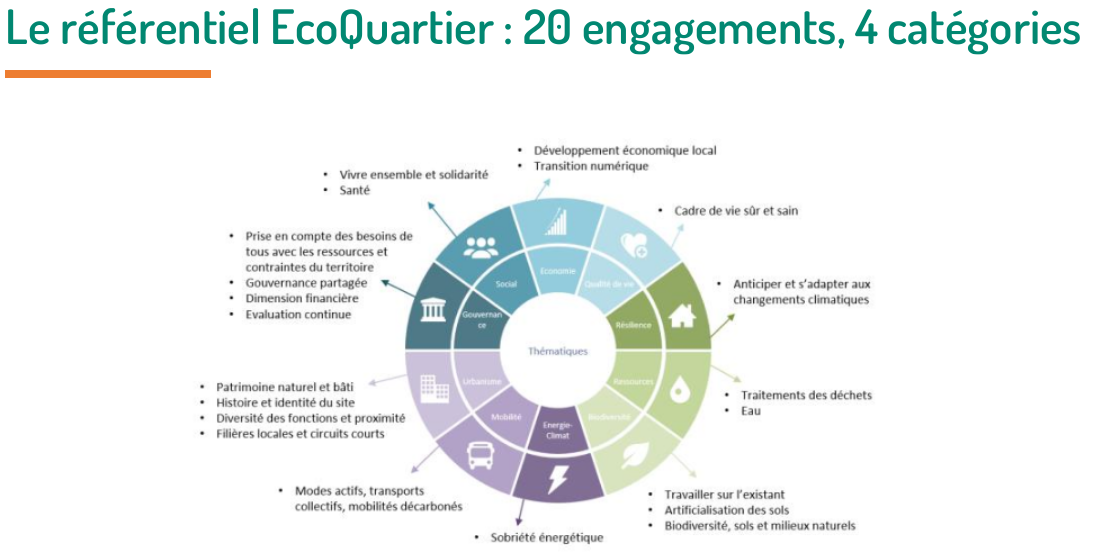 Le référentiel EcoQuartier : 20 engagements, 4 catégories
• Développement économique local
• Transition numérique
• Vivre ensemble et solidarité
• Santé
• Cadre de vie sûr et sain
• Prise en compte des besoins de
tous avec les ressources et
contraintes du territoire
• Gouvernance partagée
• Dimension financière
• Evaluation continue
• Anticiper et s'adapter aux
changements climatiques
Economie
Social
Qualité de vie
Gouvernan
ce
Résilience
Thématiques
Urbanisme
Ressources
Mobilité
Biodiversité
Energie-
Climat
• Patrimoine naturel et bâti
• Histoire et identité du site
• Diversité des fonctions et proximité
• Filières locales et circuits courts
• Traitements des déchets
• Eau
• Modes actifs, transports
collectifs, mobilités décarbonés
• Travailler sur l'existant
• Artificialisation des sols
• Biodiversité, sols et milieux naturels
• Sobriété énergétique